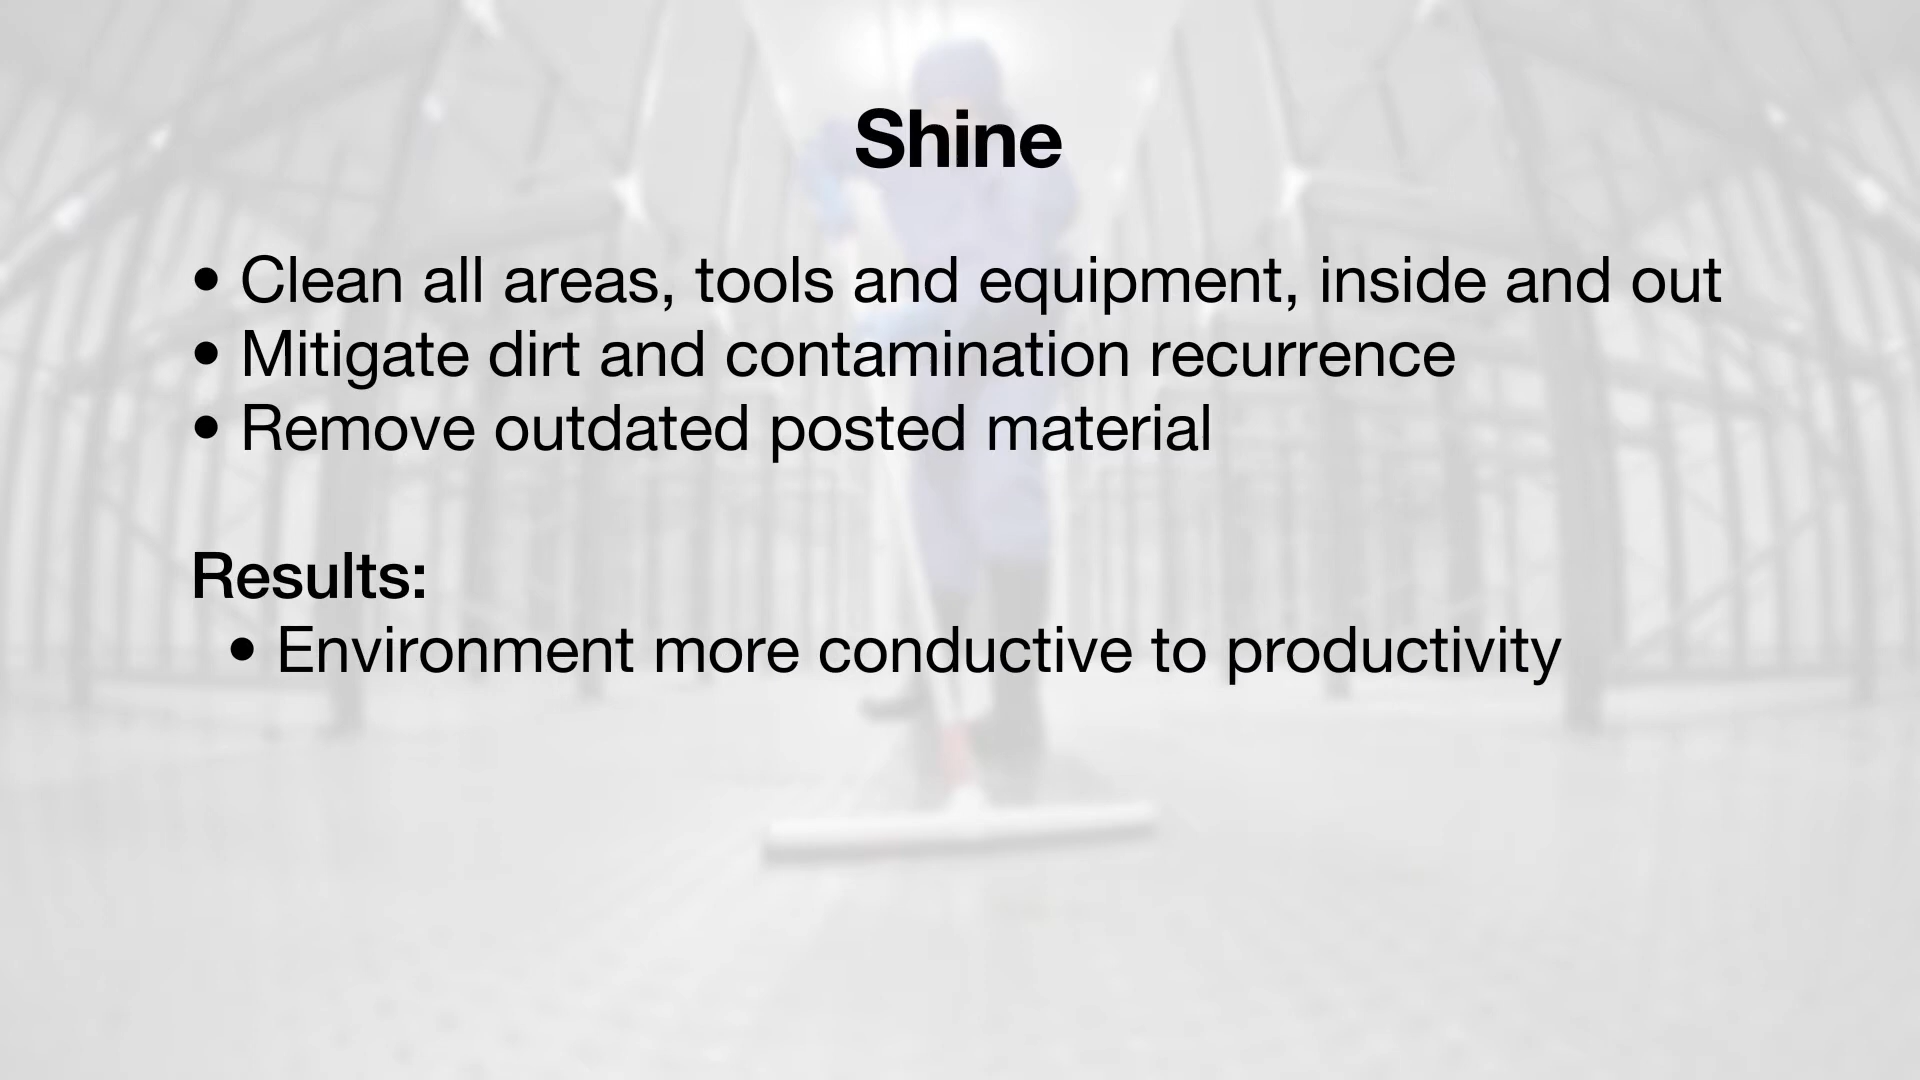 Shine
• Clean all areas, tools and equipment, inside and out
• Mitigate dirt and contamination recurrence
• Remove outdated posted material
Results:
• Environment more conductive to productivity